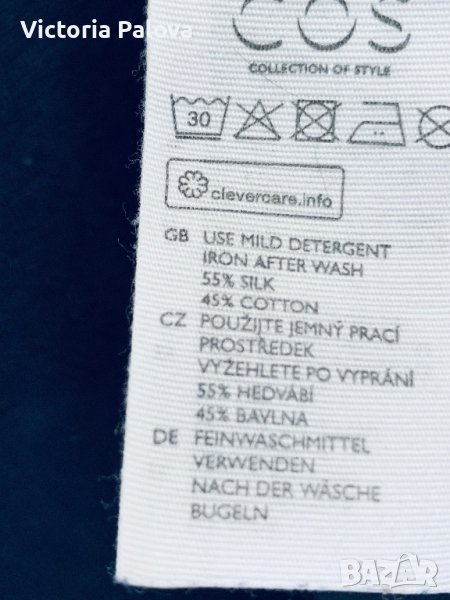 Victoria Palova
COS
COLLECTION OF STYLE
30
clevercare.info
GB USE MILD DETERGENT
IRON AFTER WASH
55% SILK
45% COTTON
CZ POUŽIJTE JEMNÝ PRACÍ
PROSTŘEDEK
VYŽEHLETE PO VYPRÁNÍ
55% HEDVÁBÍ
45% BAVLNA
DE FEINWASCHMITTEL
VERWENDEN
NACH DER WÄSCHE
BÜGELN
BAZAR